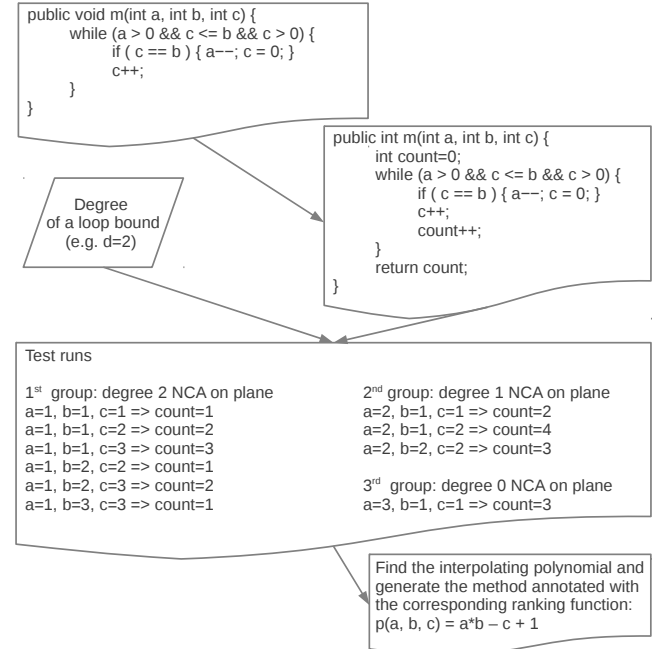 public void m(int a, int b, int c) {
while (a > 0 && c <= b && c > 0) {
if ( c == b ) { a−−; c = 0; }
c++;
}
}
public int m(int a, int b, int c) {
int count=0;
while (a > 0 && c <= b && c > 0) {
if ( c == b ) { a−−; c = 0; }
c++;
count++;
}
return count;
}
Degree
of a loop bound
(e.g. d=2)
Test runs
1st group: degree 2 NCA on plane
a=1, b=1, c=1 => count=1
a=1, b=1, c=2 => count=2
a=1, b=1, c=3 => count=3
a=1, b=2, c=2 => count=1
a=1, b=2, c=3 => count=2
a=1, b=3, c=3 => count=1
2nd group: degree 1 NCA on plane
a=2, b=1, c=1 => count=2
a=2, b=1, c=2 => count=4
a=2, b=2, c=2 => count=3
3rd group: degree 0 NCA on plane
a=3, b=1, c=1 => count=3
Find the interpolating polynomial and
generate the method annotated with
the corresponding ranking function:
p(a, b, c) = a*b – c + 1